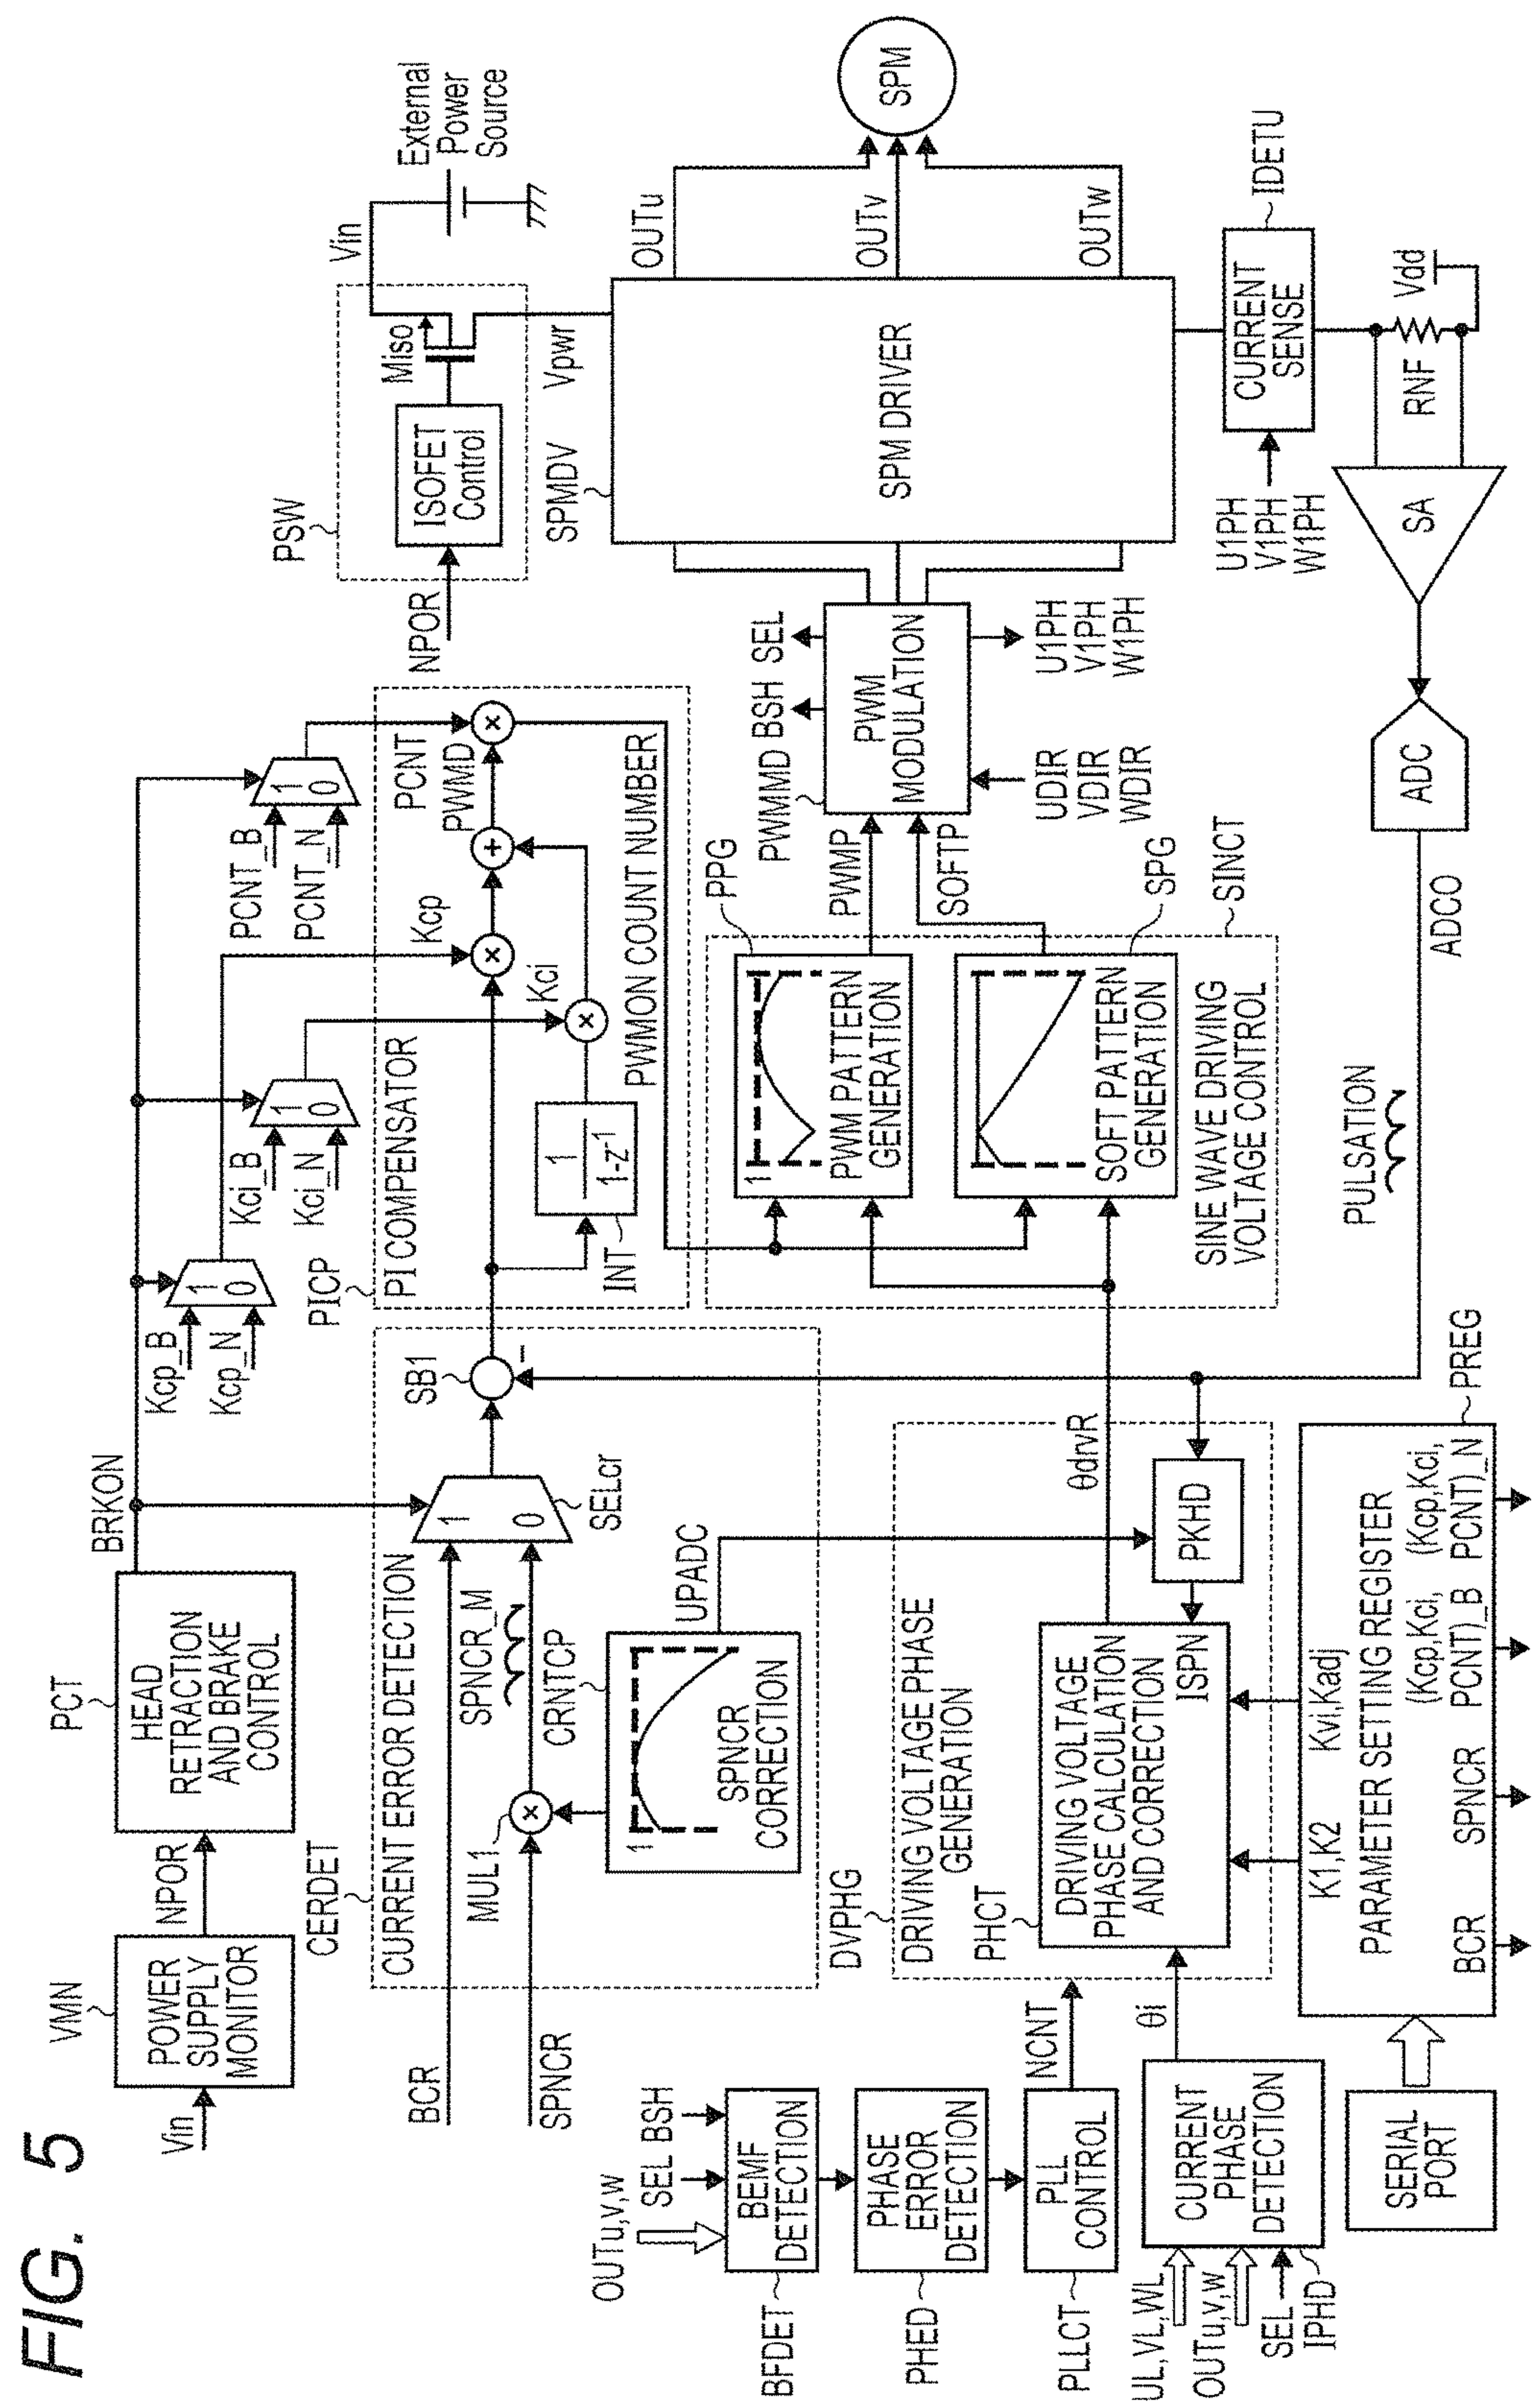 FIG. 5
Vin
VMN
POWER
SUPPLY
MONITOR
NPOR
PCT
HEAD
RETRACTION
AND BRAKE
CONTROL
BRKON
Kcp_B
Kcp_N
1
0
Kci_B
Kci_N
1
0
PCNT_B
PCNT_N
1
0
NPOR
PSW
ISOFET
Control
Miso
Vin
External
Power
Source
Vpwr
CERDET
CURRENT ERROR DETECTION
BCR
SPNCR
MUL1
×
SPNCR_M
CRNTCP
1
SPNCR
CORRECTION
UPADC
1
0
SELcr
SB1
−
PICP
PI COMPENSATOR
INT
1
1-z-1
Kci
×
Kcp
×
+
PCNT
PWMD
×
PWMON COUNT NUMBER
PPG
1
PWM PATTERN
GENERATION
PWMP
SOFT PATTERN
GENERATION
SPG
SOFTP
SINE WAVE DRIVING
VOLTAGE CONTROL
SINCT
PWMMD
BSH
SEL
PWM
MODULATION
UDIR
VDIR
WDIR
U1PH
V1PH
W1PH
SPMDV
SPM DRIVER
OUTu
OUTv
OUTw
SPM
U1PH
V1PH
W1PH
CURRENT
SENSE
IDETU
RNF
Vdd
SA
ADC
ADCO
PULSATION
OUTu,v,w
SEL
BSH
BFDET
BEMF
DETECTION
PHED
PHASE
ERROR
DETECTION
PLLCT
PLL
CONTROL
NCNT
UL,VL,WL
OUTu,v,w
SEL
IPHD
CURRENT
PHASE
DETECTION
θi
DVPHG
DRIVING VOLTAGE PHASE
GENERATION
PHCT
DRIVING VOLTAGE
PHASE CALCULATION
AND CORRECTION
ISPN
PKHD
θdrvR
SERIAL
PORT
PREG
K1,K2
Kvi,Kadj
PARAMETER SETTING REGISTER
BCR
SPNCR
(Kcp,Kci,
PCNT)_B
(Kcp,Kci,
PCNT)_N